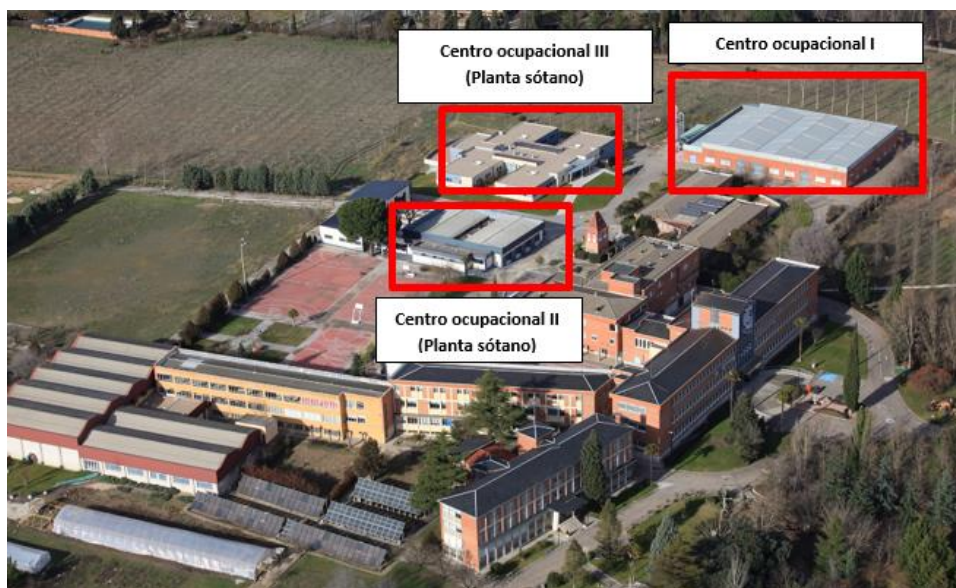 Centro ocupacional III
(Planta sótano)
Centro ocupacional I
Centro ocupacional II
(Planta sótano)